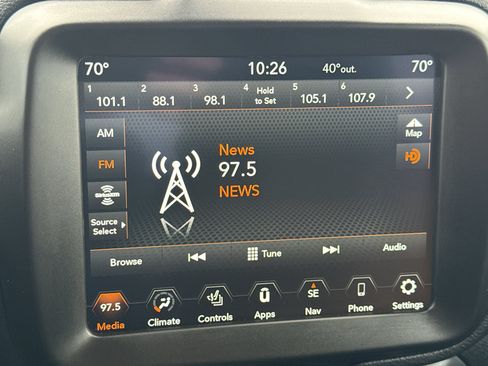 70° 10:26 40°out. 70°
1 2 3 4 5 6
101.1 88.1 98.1 Hold to Set 105.1 107.9
AM
Map
News
FM
97.5
HD
NEWS
SiriusXM
Source Select
Browse Tune Audio
97.5 SE
Media Climate Controls Apps Nav Phone Settings